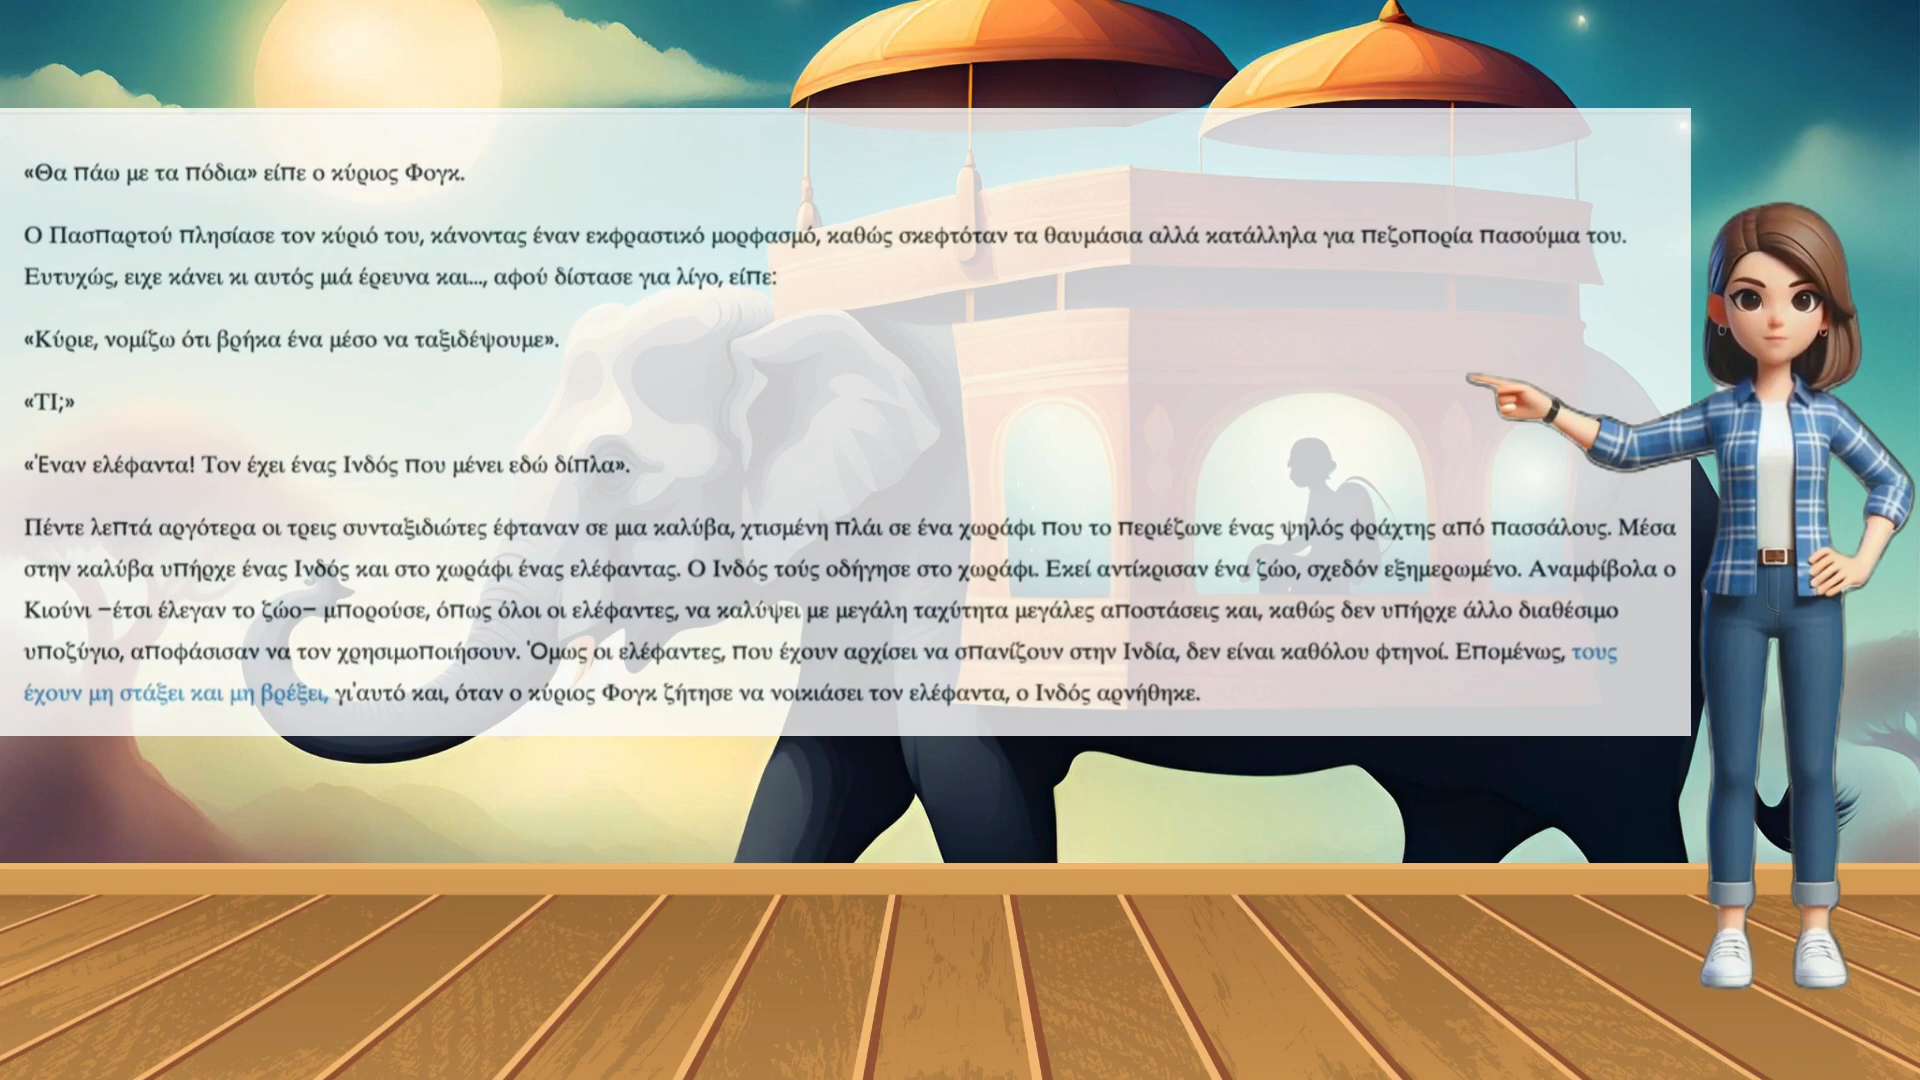 «Θα πάω με τα πόδια» είπε ο κύριος Φογκ.
Ο Πασπαρτού πλησίασε τον κύριό του, κάνοντας έναν εκφραστικό μορφασμό, καθώς σκεφτόταν τα θαυμάσια αλλά κατάλληλα για πεζοπορία πασούμια του.
Ευτυχώς, ειχε κάνει κι αυτός μιά έρευνα και..., αφού δίστασε για λίγο, είπε:
«Κύριε, νομίζω ότι βρήκα ένα μέσο να ταξιδέψουμε».
«ΤΙ;»
«Έναν ελέφαντα! Τον έχει ένας Ινδός που μένει εδώ δίπλα».
Πέντε λεπτά αργότερα οι τρεις συνταξιδιώτες έφταναν σε μια καλύβα, χτισμένη πλάι σε ένα χωράφι που το περιέζωνε ένας ψηλός φράχτης από πασσάλους. Μέσα
στην καλύβα υπήρχε ένας Ινδός και στο χωράφι ένας ελέφαντας. Ο Ινδός τούς οδήγησε στο χωράφι. Εκεί αντίκρισαν ένα ζώο, σχεδόν εξημερωμένο. Αναμφίβολα ο
Κιούνι −έτσι έλεγαν το ζώο− μπορούσε, όπως όλοι οι ελέφαντες, να καλύψει με μεγάλη ταχύτητα μεγάλες αποστάσεις και, καθώς δεν υπήρχε άλλο διαθέσιμο
υποζύγιο, αποφάσισαν να τον χρησιμοποιήσουν. Όμως οι ελέφαντες, που έχουν αρχίσει να σπανίζουν στην Ινδία, δεν είναι καθόλου φτηνοί. Επομένως, τους
έχουν μη στάξει και μη βρέξει, γι'αυτό και, όταν ο κύριος Φογκ ζήτησε να νοικιάσει τον ελέφαντα, ο Ινδός αρνήθηκε.